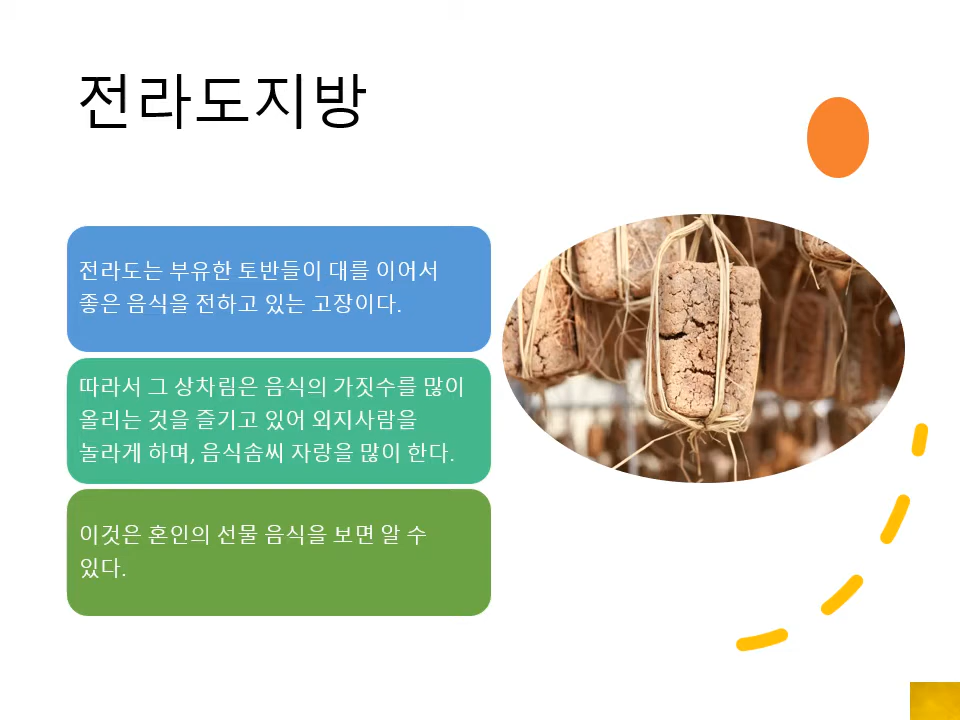 전라도지방
전라도는 부유한 토반들이 대를 이어서
좋은 음식을 전하고 있는 고장이다.
따라서 그 상차림은 음식의 가짓수를 많이
올리는 것을 즐기고 있어 외지사람을
놀라게 하며, 음식솜씨 자랑을 많이 한다.
이것은 혼인의 선물 음식을 보면 알 수
있다.